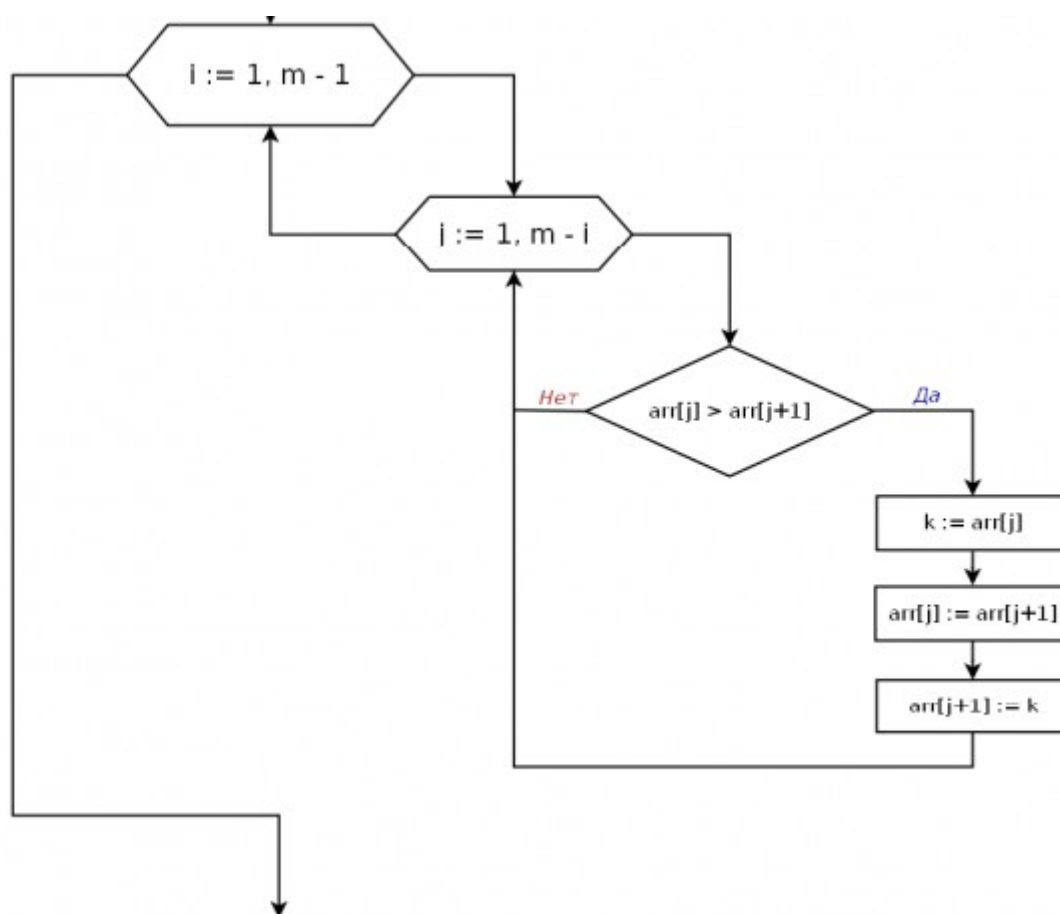 i := 1, m - 1
j := 1, m - i
Нет
Да
arr[j] > arr[j+1]
k := arr[j]
arr[j] := arr[j+1]
arr[j+1] := k